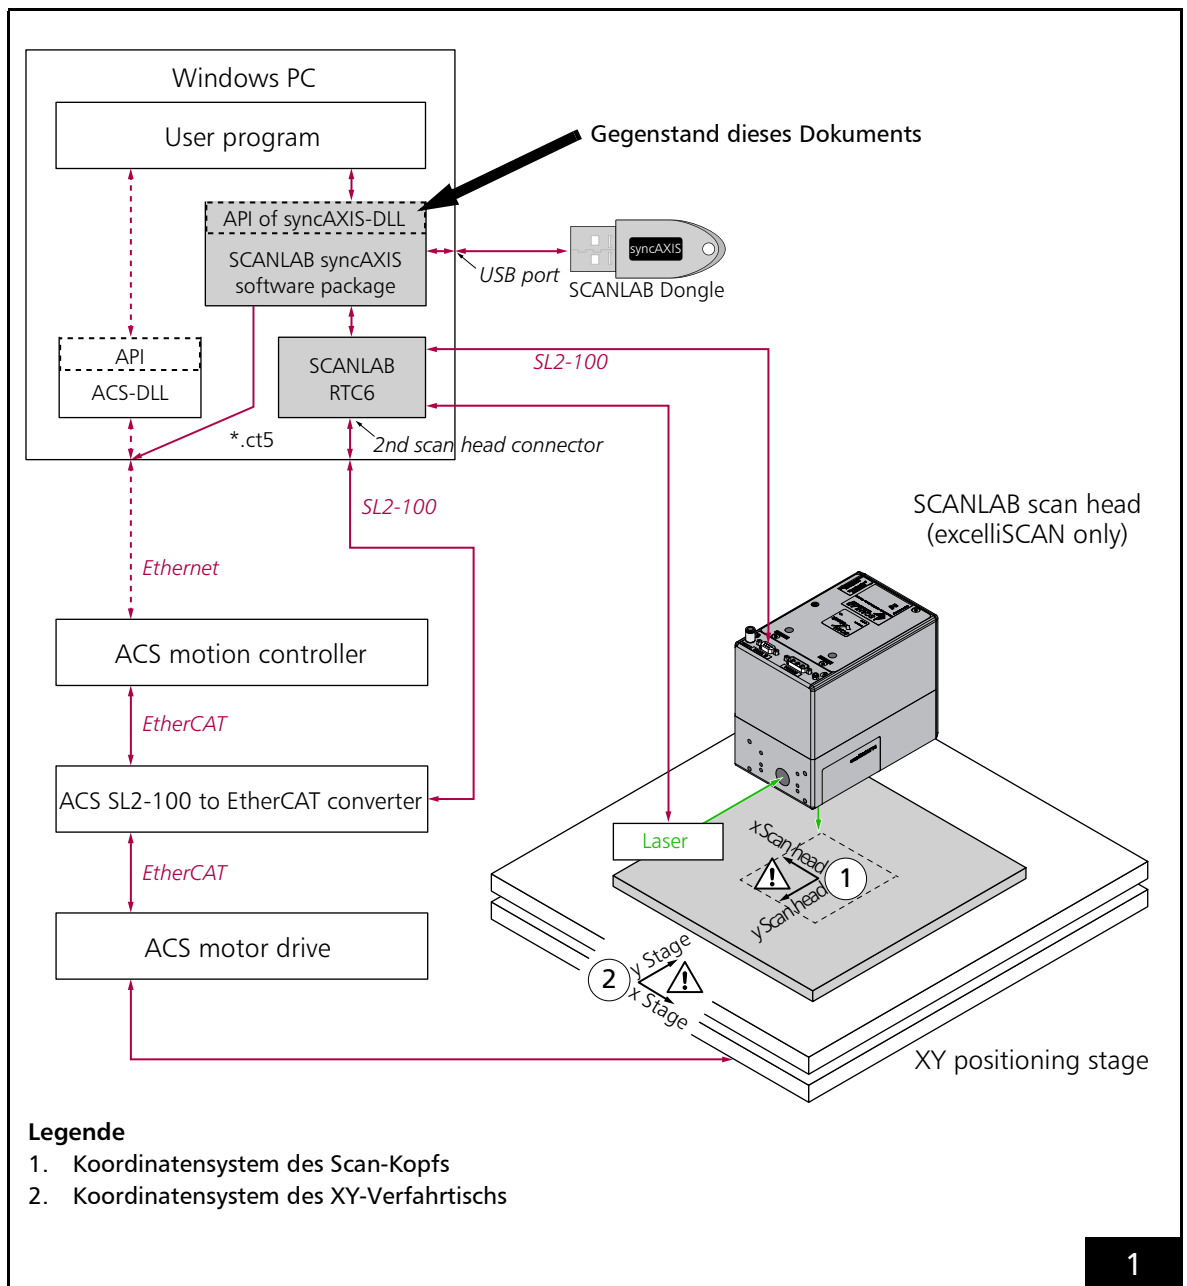 Windows PC
User program
Gegenstand dieses Dokuments
API of syncAXIS-DLL
SCANLAB syncAXIS
software package
USB port
syncAXIS
SCANLAB Dongle
API
ACS-DLL
SCANLAB
RTC6
SL2-100
*.ct5
2nd scan head connector
SL2-100
SCANLAB scan head
(excelliSCAN only)
Ethernet
ACS motion controller
EtherCAT
ACS SL2-100 to EtherCAT converter
Laser
x Scan head
1
y Scan head
EtherCAT
ACS motor drive
y Stage
2
x Stage
XY positioning stage
Legende
1. Koordinatensystem des Scan-Kopfs
2. Koordinatensystem des XY-Verfahrtischs
1